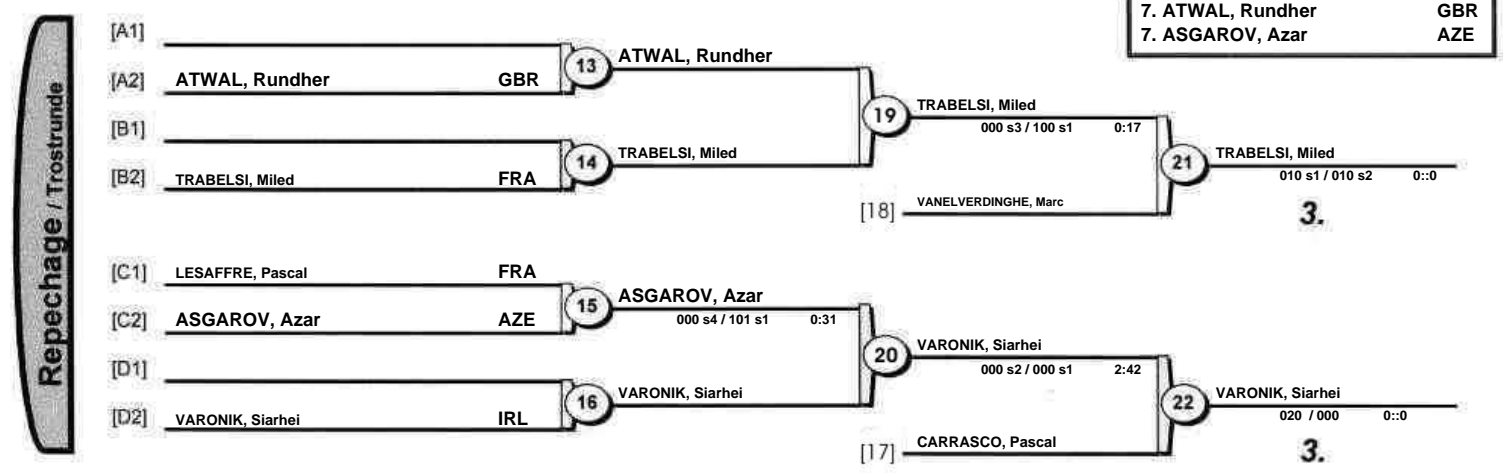 7. ATWAL, Rundher GBR
7. ASGAROV, Azar AZE
Repechage / Trostrunde
[A1]
[A2] ATWAL, Rundher GBR
13 ATWAL, Rundher
[B1]
[B2] TRABELSI, Miled FRA
14 TRABELSI, Miled
19 TRABELSI, Miled
000 s3 / 100 s1 0:17
[18] VANELVERDINGHE, Marc
21 TRABELSI, Miled
010 s1 / 010 s2 0::0
3.
[C1] LESAFFRE, Pascal FRA
[C2] ASGAROV, Azar AZE
15 ASGAROV, Azar
000 s4 / 101 s1 0:31
[D1]
[D2] VARONIK, Siarhei IRL
16 VARONIK, Siarhei
20 VARONIK, Siarhei
000 s2 / 000 s1 2:42
[17] CARRASCO, Pascal
22 VARONIK, Siarhei
020 / 000 0::0
3.